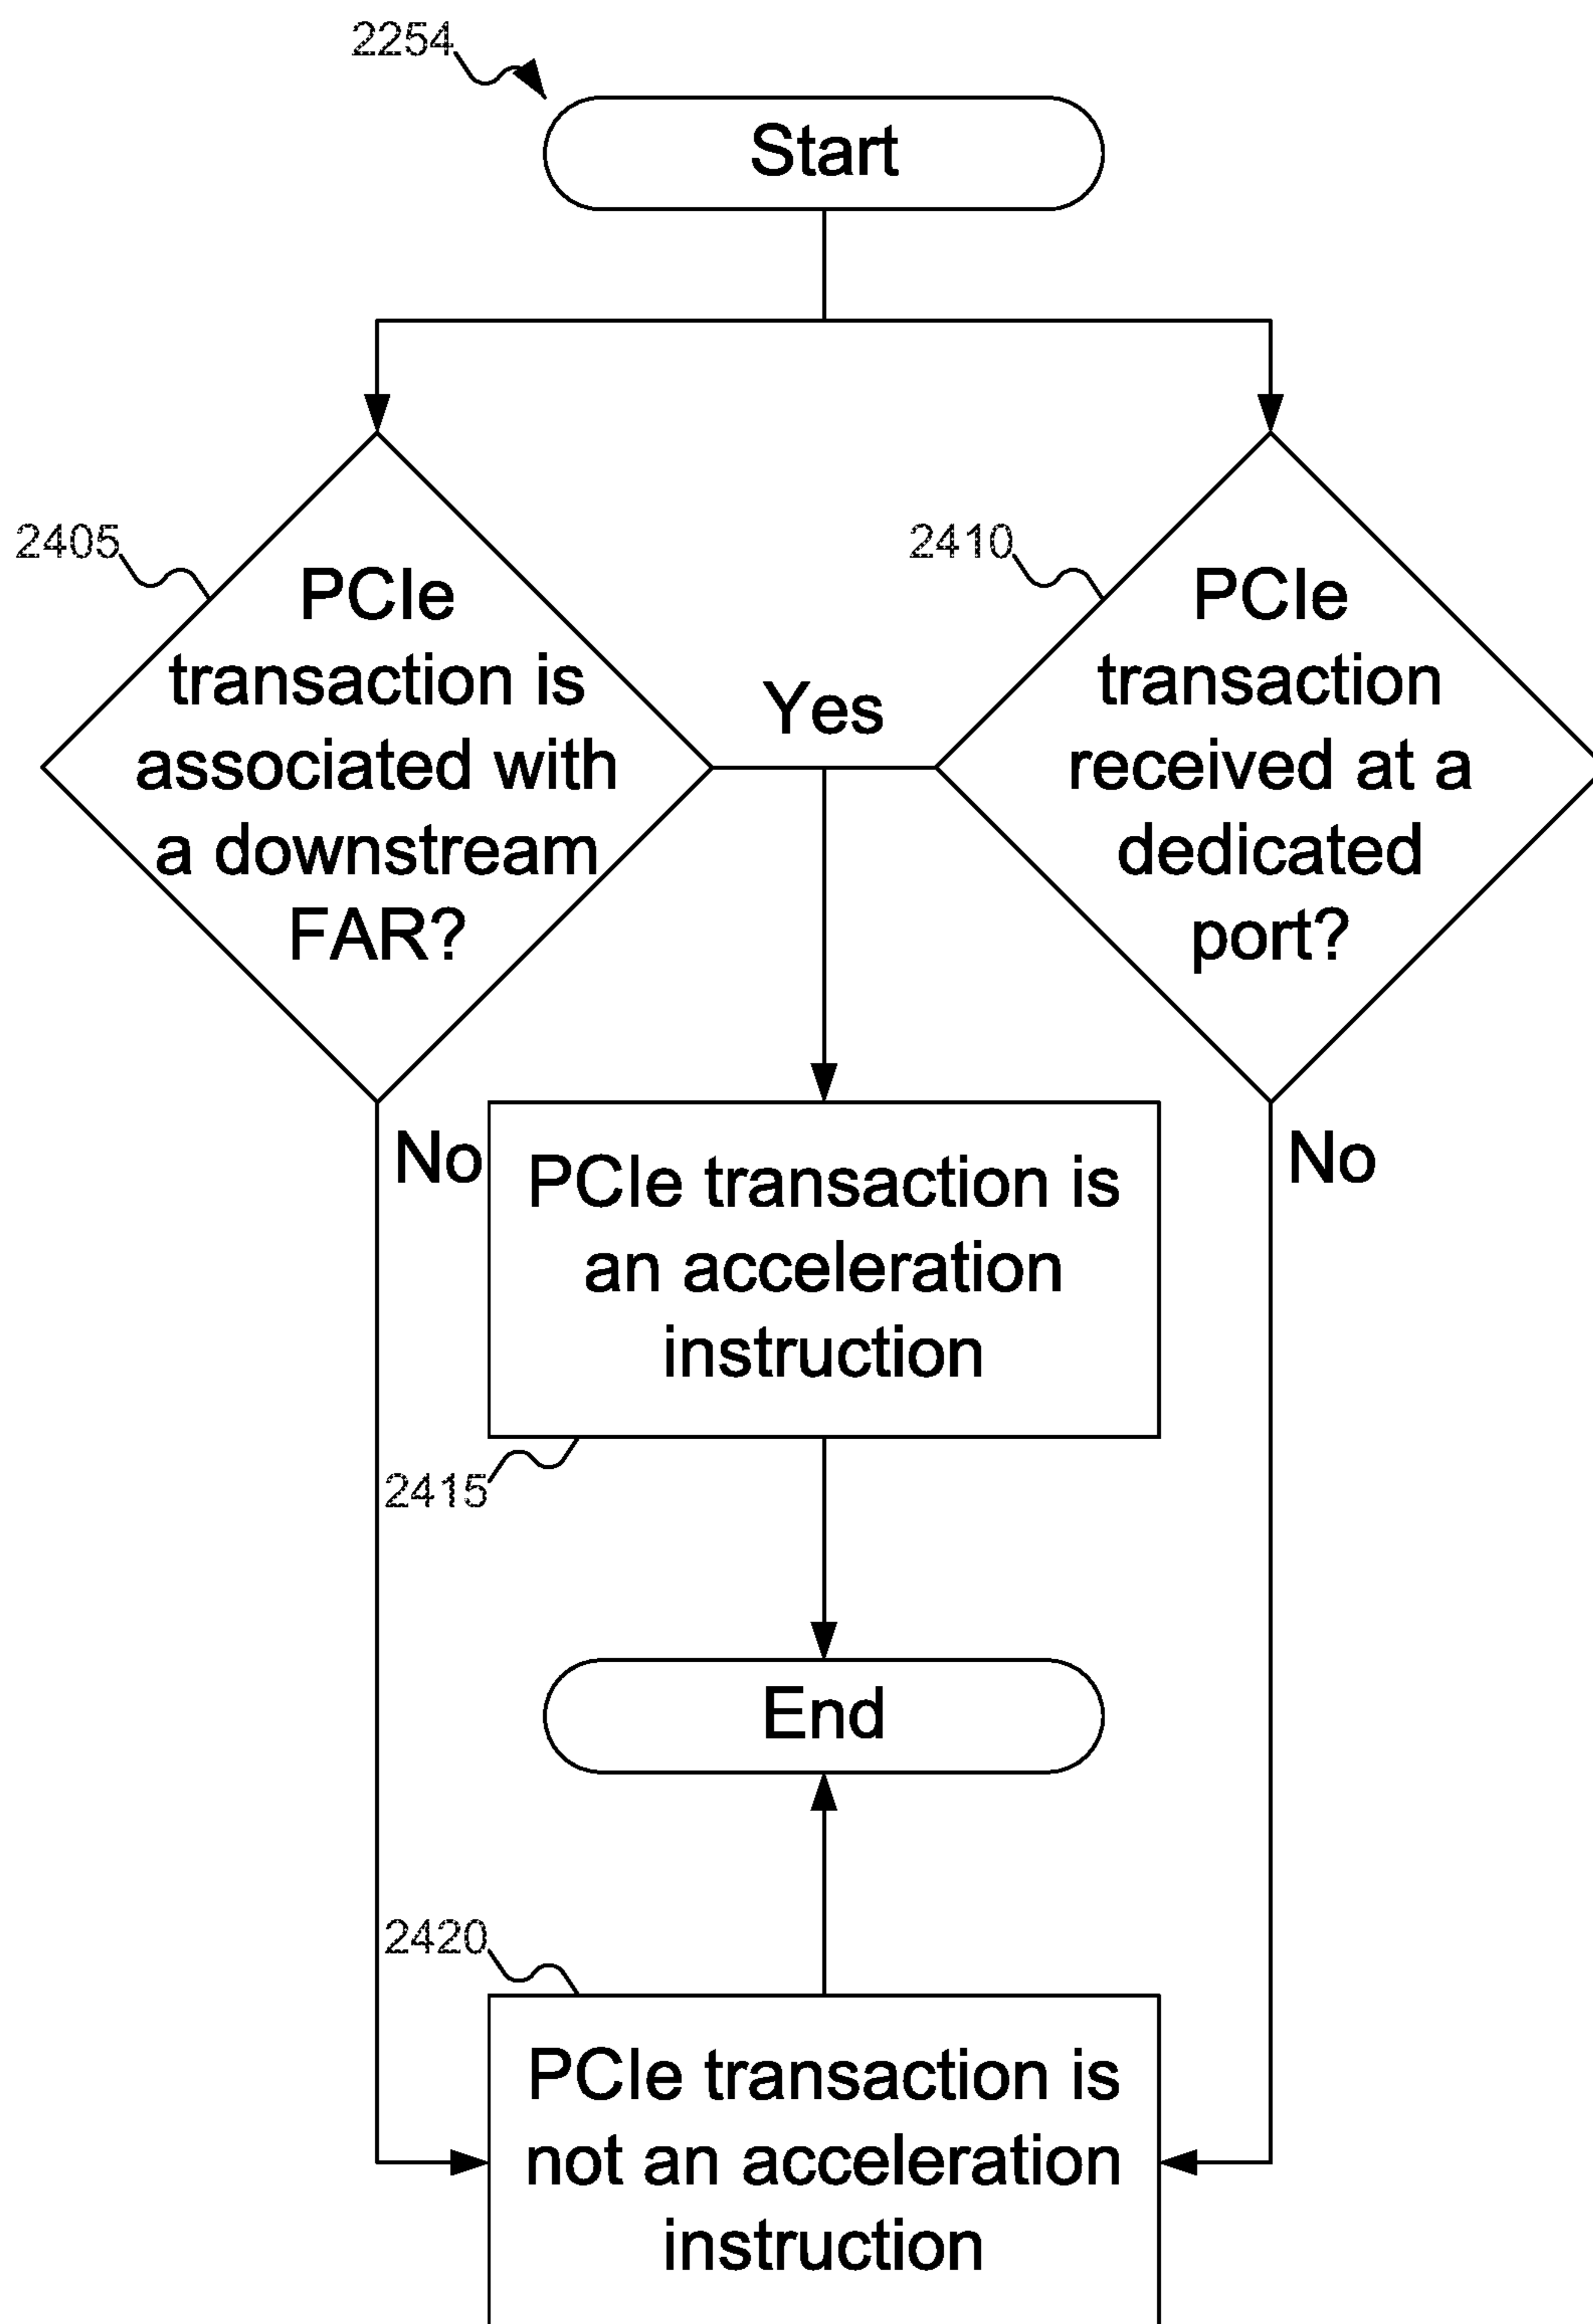 2254
Start
2405
PCIe
transaction is
associated with
a downstream
FAR?
Yes
2410
PCIe
transaction
received at a
dedicated
port?
No
PCIe transaction is
an acceleration
instruction
No
2415
End
2420
PCIe transaction is
not an acceleration
instruction